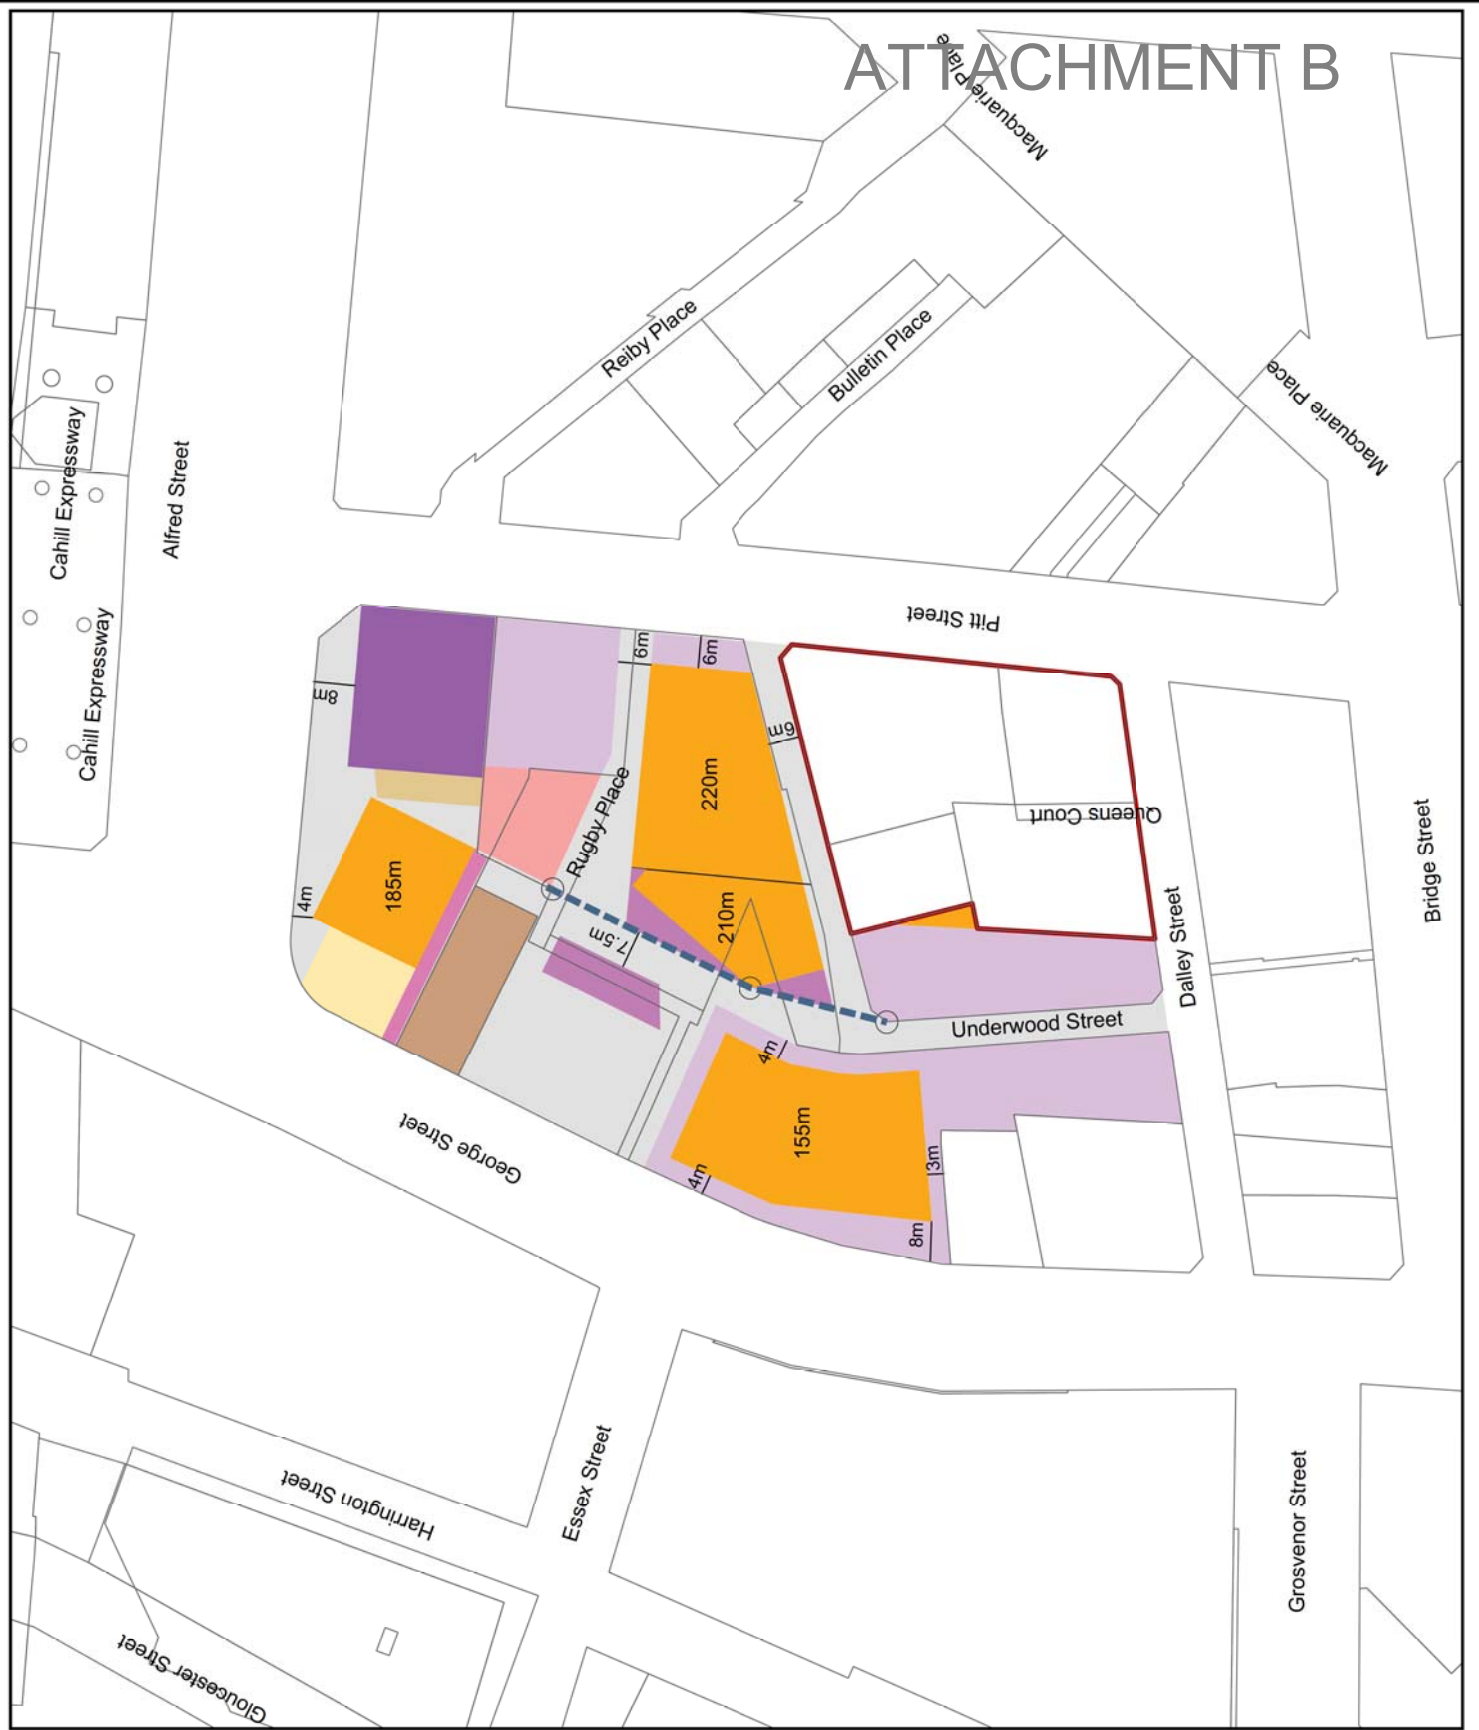 ATTACHMENT B
Macquarie Place
Macquarie Place
Reiby Place
Bulletin Place
Cahill Expressway
Alfred Street
Cahill Expressway
Pitt Street
8m
6m
6m
6m
220m
Rugby Place
Queens Court
185m
4m
210m
7.5m
Bridge Street
Dalley Street
Underwood Street
4m
155m
4m
3m
8m
George Street
Essex Street
Harrington Street
Grosvenor Street
Gloucester Street